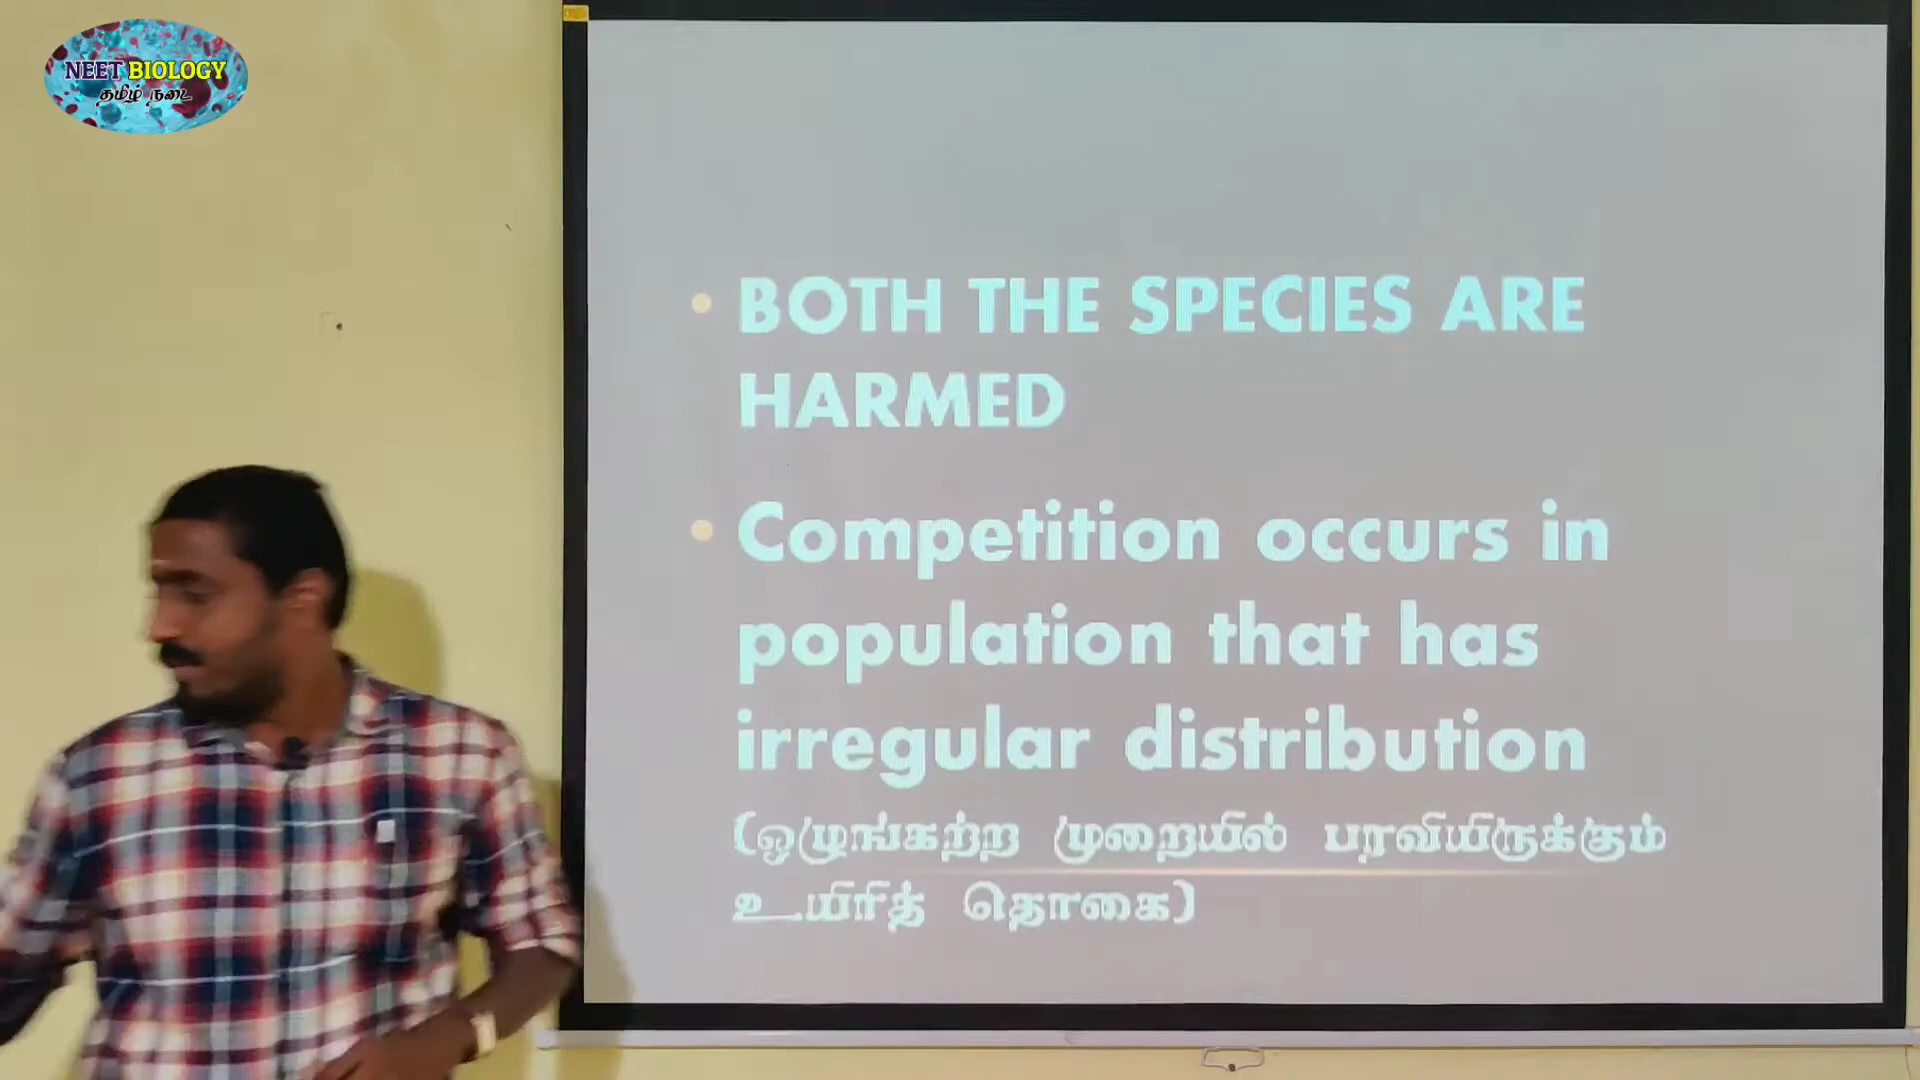 NEET BIOLOGY
தமிழ் நடை
• BOTH THE SPECIES ARE
HARMED
• Competition occurs in
population that has
irregular distribution
(ஒழுங்கற்ற முறையில் பரவியிருக்கும்
உயிரித் தொகை)